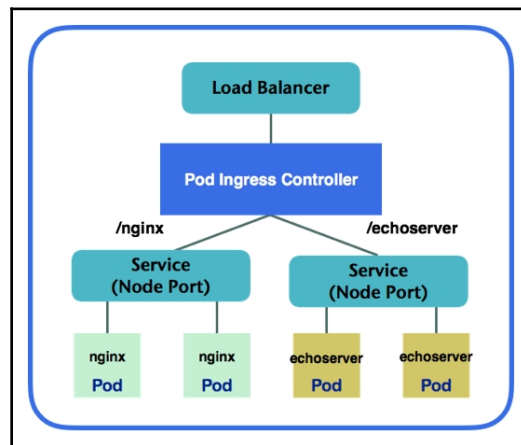 Load Balancer
Pod Ingress Controller
/nginx
/echoserver
Service
(Node Port)
Service
(Node Port)
nginx
Pod
nginx
Pod
echoserver
Pod
echoserver
Pod